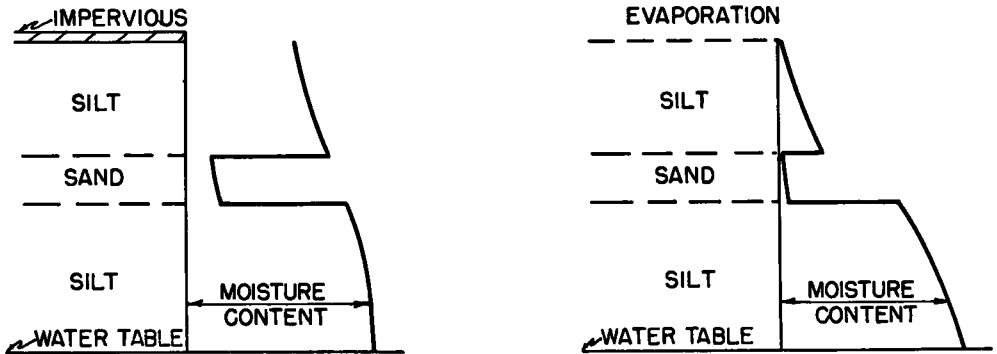 IMPERVIOUS
SILT
SAND
SILT
MOISTURE
CONTENT
WATER TABLE
EVAPORATION
SILT
SAND
SILT
MOISTURE
CONTENT
WATER TABLE